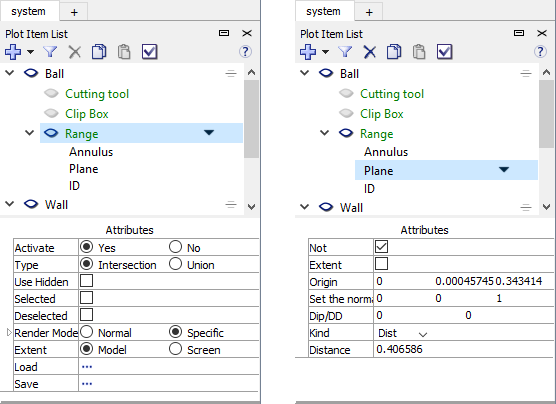 system
Plot Item List
Ball
Cutting tool
Clip Box
Range
Annulus
Plane
ID
Wall
Attributes
Activate Yes No
Type Intersection Union
Use Hidden
Selected
Deselected
Render Mode Normal Specific
Extent Model Screen
Load ...
Save ...
system
Plot Item List
Ball
Cutting tool
Clip Box
Range
Annulus
Plane
ID
Wall
Attributes
Not
Extent
Origin 0 0.00045745 0.343414
Set the norma 0 0 1
Dip/DD 0 0
Kind Dist
Distance 0.406586